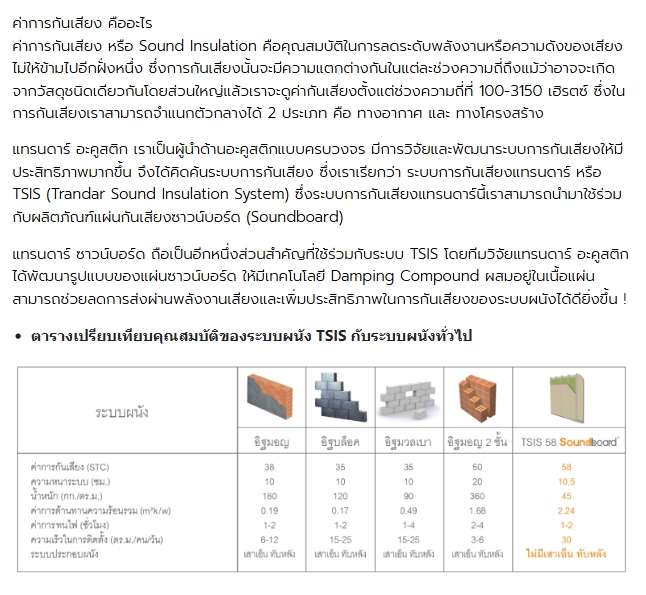 ค่าการกันเสียง คืออะไร
ค่าการกันเสียง หรือ Sound Insulation คือคุณสมบัติในการลดระดับพลังงานหรือความดังของเสียง
ไม่ให้ข้ามไปอีกฝั่งหนึ่ง ซึ่งการกันเสียงนั้นจะมีความแตกต่างกันในแต่ละช่วงความถี่ถึงแม้ว่าอาจจะเกิด
จากวัสดุชนิดเดียวกันโดยส่วนใหญ่แล้วเราจะดูค่ากันเสียงตั้งแต่ช่วงความถี่ที่ 100-3150 เฮิรตซ์ ซึ่งใน
การกันเสียงเราสามารถจำแนกตัวกลางได้ 2 ประเภท คือ ทางอากาศ และ ทางโครงสร้าง
แทรนดาร์ อะคูสติก เราเป็นผู้นำด้านอะคูสติกแบบครบวงจร มีการวิจัยและพัฒนาระบบการกันเสียงให้มี
ประสิทธิภาพมากขึ้น จึงได้คิดค้นระบบการกันเสียง ซึ่งเราเรียกว่า ระบบการกันเสียงแทรนดาร์ หรือ
TSIS (Trandar Sound Insulation System) ซึ่งระบบการกันเสียงแทรนดาร์นี้เราสามารถนำมาใช้ร่วม
กับผลิตภัณฑ์แผ่นกันเสียงซาวน์บอร์ด (Soundboard)
แทรนดาร์ ซาวน์บอร์ด ถือเป็นอีกหนึ่งส่วนสำคัญที่ใช้ร่วมกับระบบ TSIS โดยทีมวิจัยแทรนดาร์ อะคูสติก
ได้พัฒนารูปแบบของแผ่นซาวน์บอร์ด ให้มีเทคโนโลยี Damping Compound ผสมอยู่ในเนื้อแผ่น
สามารถช่วยลดการส่งผ่านพลังงานเสียงและเพิ่มประสิทธิภาพในการกันเสียงของระบบผนังได้ดียิ่งขึ้น !
• ตารางเปรียบเทียบคุณสมบัติของระบบผนัง TSIS กับระบบผนังทั่วไป
ระบบผนัง อิฐมอญ อิฐบล็อค อิฐมวลเบา อิฐมอญ 2 ชั้น TSIS 58 Soundboard
ค่าการกันเสียง (STC) 38 35 35 50 58
ความหนาระบบ (ซม.) 10 10 10 20 10.5
น้ำหนัก (กก./ตร.ม.) 180 120 90 360 45
ค่าการต้านทานความร้อนรวม (m²k/w) 0.19 0.17 0.49 1.68 2.24
ค่าการทนไฟ (ชั่วโมง) 1-2 1-2 1-4 2-4 1-2
ความเร็วในการติดตั้ง (ตร.ม./คน/วัน) 6-12 15-25 15-25 3-6 30
ระบบประกอบผนัง เสาเอ็น ทับหลัง เสาเอ็น ทับหลัง เสาเอ็น ทับหลัง เสาเอ็น ทับหลัง ไม่มีเสาเอ็น ทับหลัง